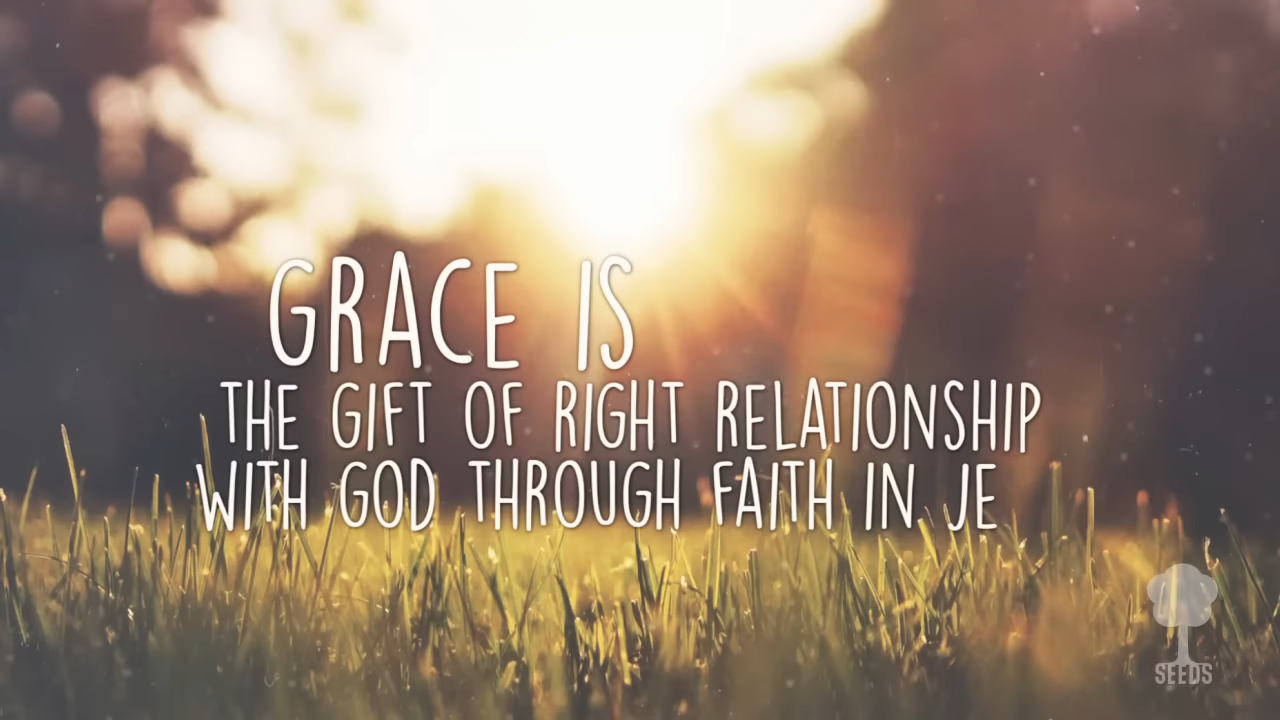 GRACE IS
THE GIFT OF RIGHT RELATIONSHIP
WITH GOD THROUGH FAITH IN JE
SEEDS